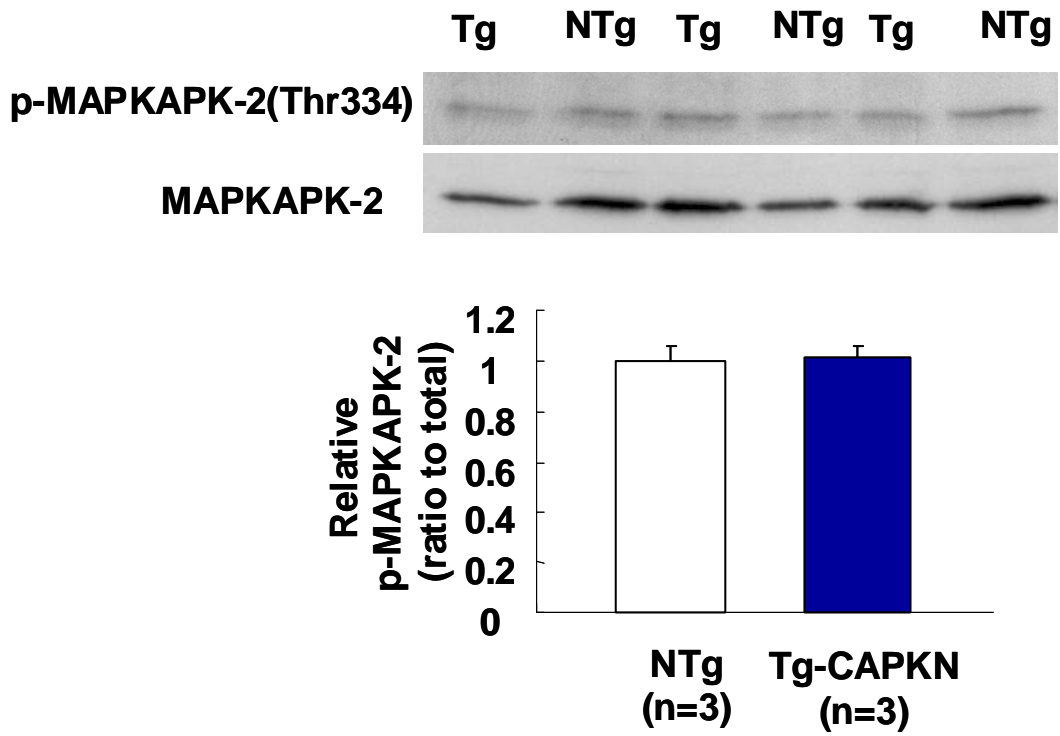 Tg NTg Tg NTg Tg NTg
p-MAPKAPK-2(Thr334)
MAPKAPK-2
Relative
p-MAPKAPK-2
(ratio to total)
1.2
1
0.8
0.6
0.4
0.2
0
NTg
(n=3)
Tg-CAPKN
(n=3)